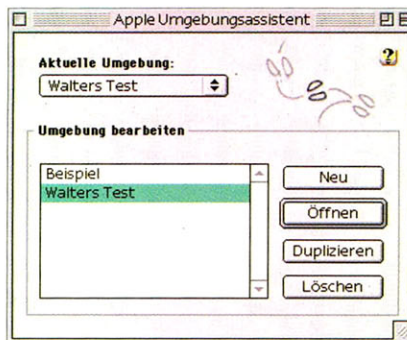 Apple Umgebungsassistent
Aktuelle Umgebung:
Walters Test
Umgebung bearbeiten
Beispiel
Walters Test
Neu
Öffnen
Duplizieren
Löschen
?